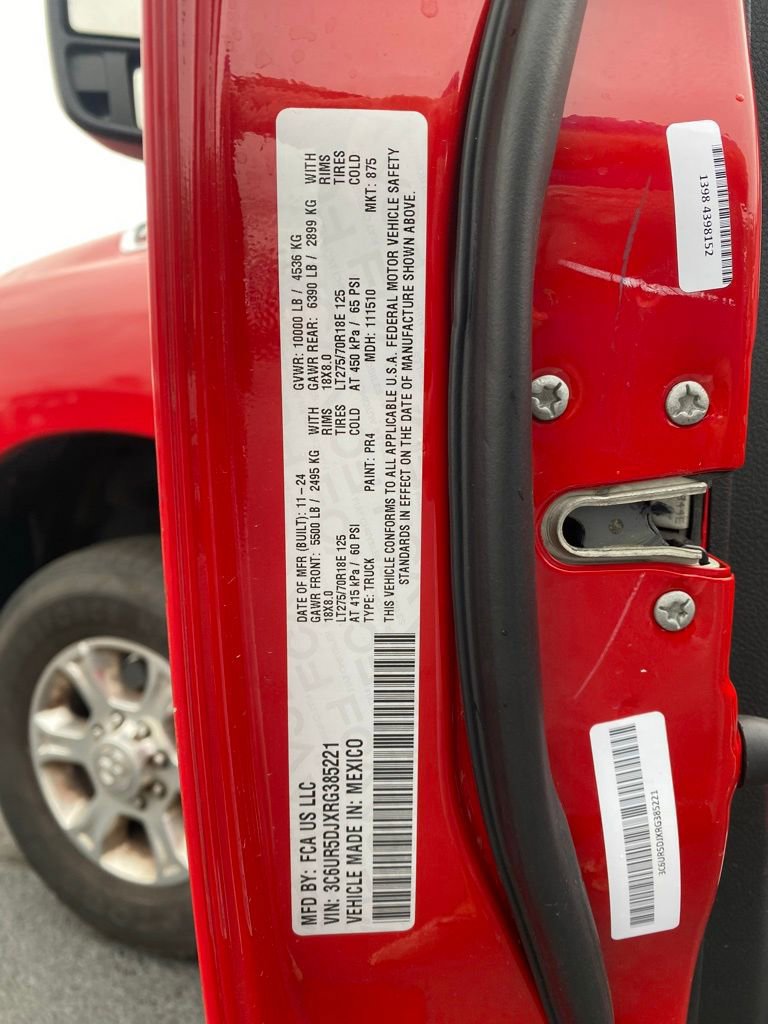 MFD BY: FCA US LLC
VIN: 3C6UR5DJXRG385221
VEHICLE MADE IN: MEXICO
DATE OF MFR (BUILT): 11-24 GVWR: 10000 LB / 4536 KG
GAWR FRONT: 5500 LB / 2495 KG WITH GAWR REAR: 6390 LB / 2899 KG WITH
18X8.0 RIMS 18X8.0 RIMS
LT275/70R18E 125 TIRES LT275/70R18E 125 TIRES
AT 415 kPa / 60 PSI COLD AT 450 kPa / 65 PSI COLD
TYPE: TRUCK PAINT: PR4 MDH: 111510 MKT: 875
THIS VEHICLE CONFORMS TO ALL APPLICABLE U.S.A. FEDERAL MOTOR VEHICLE SAFETY
STANDARDS IN EFFECT ON THE DATE OF MANUFACTURE SHOWN ABOVE.
1398 4398152
3C6UR5DJXRG385221